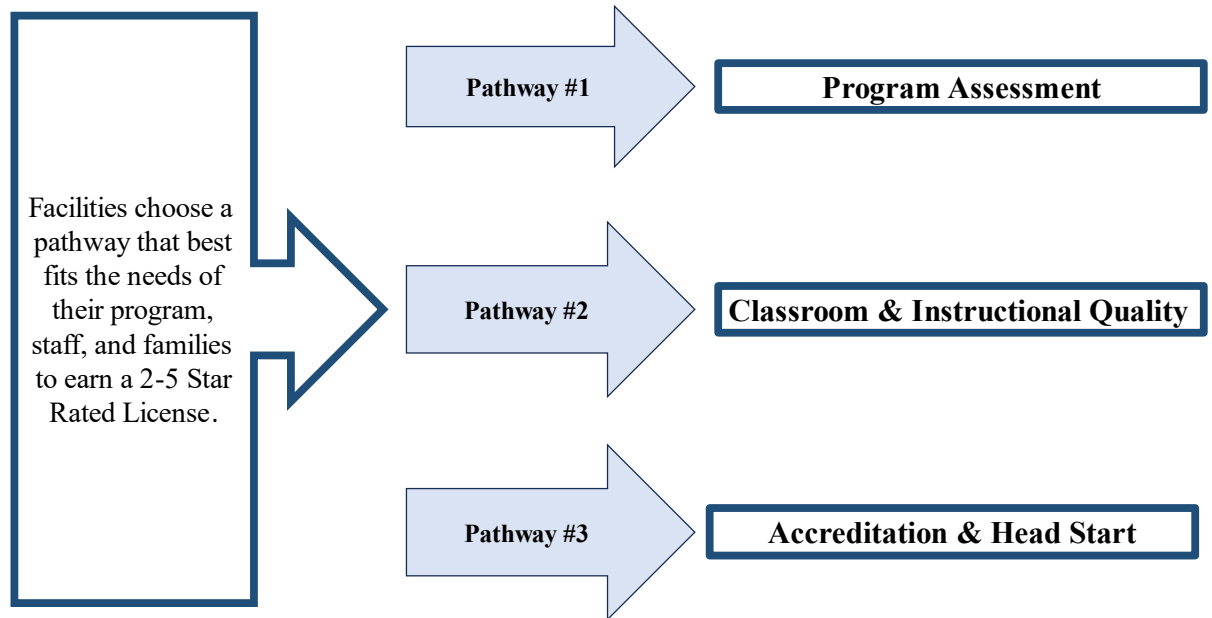 Facilities choose a
pathway that best
fits the needs of
their program,
staff, and families
to earn a 2-5 Star
Rated License.
Pathway #1
Program Assessment
Pathway #2
Classroom & Instructional Quality
Pathway #3
Accreditation & Head Start